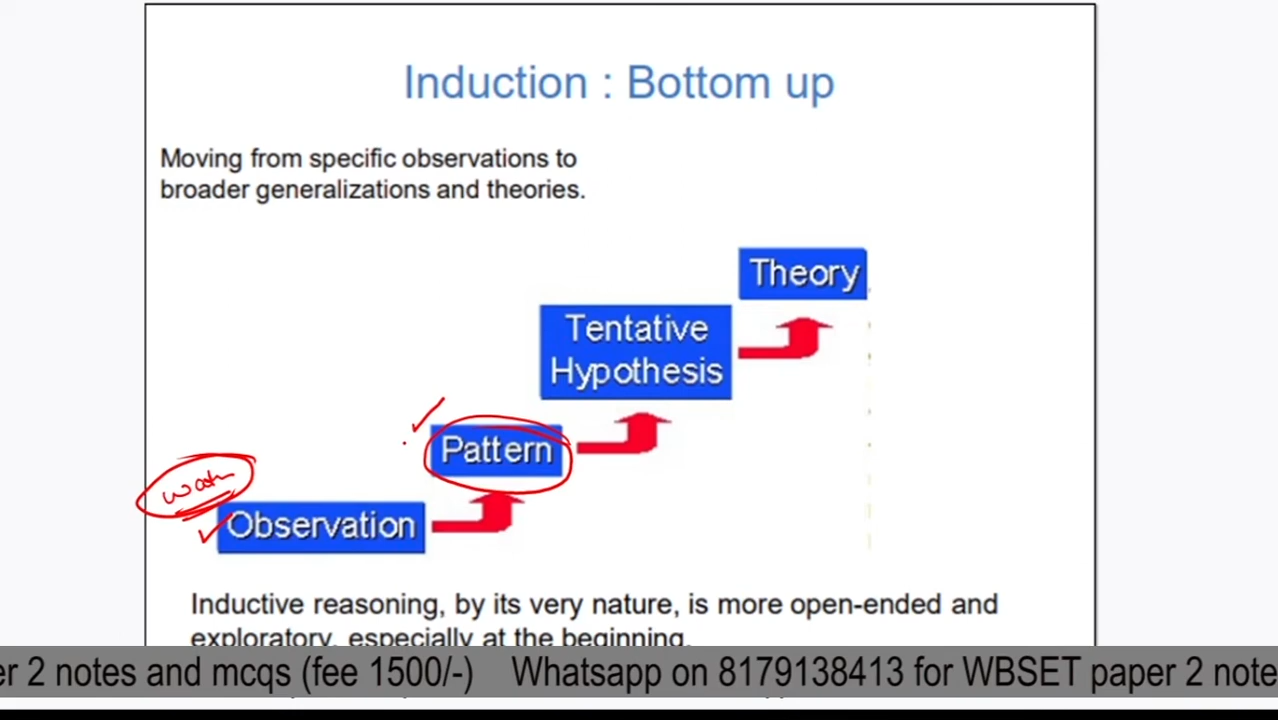 Induction : Bottom up
Moving from specific observations to
broader generalizations and theories.
Theory
Tentative
Hypothesis
Pattern
Observation
Inductive reasoning, by its very nature, is more open-ended and
exploratory, especially at the beginning.
er 2 notes and mcqs (fee 1500/-) Whatsapp on 8179138413 for WBSET paper 2 note